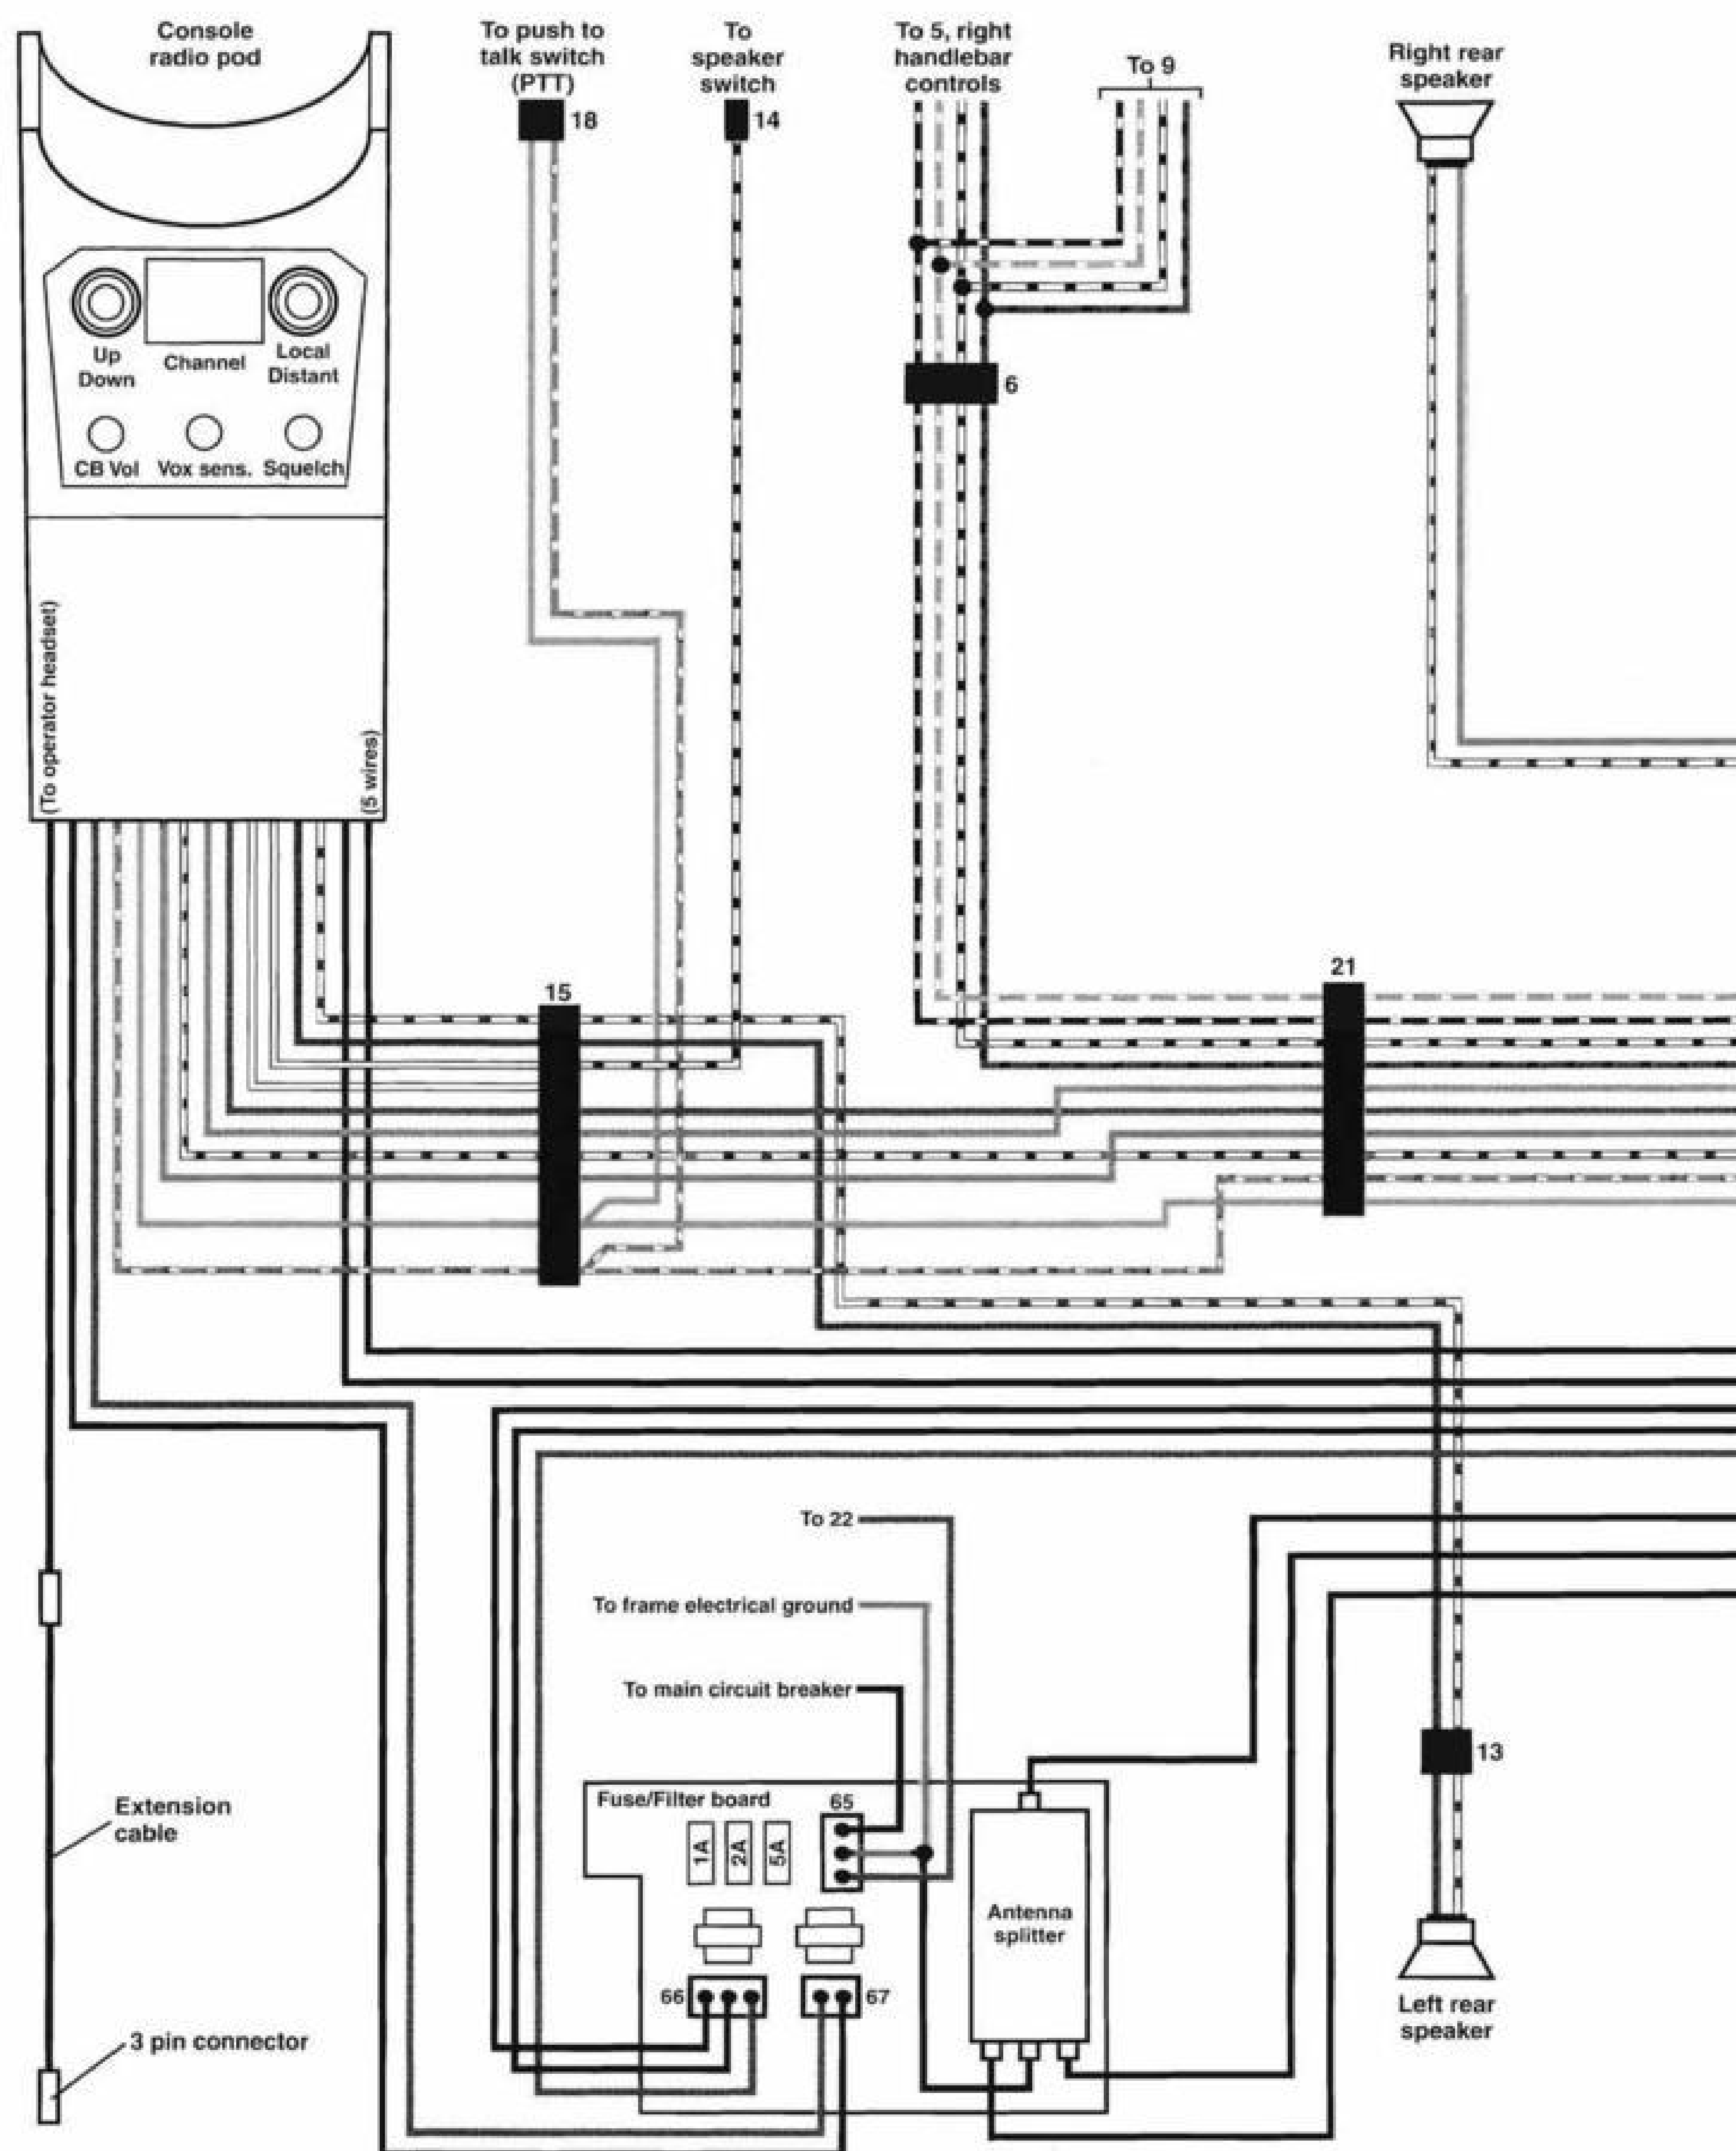 Console
radio pod
To push to
talk switch
(PTT)
18
To
speaker
switch
14
To 5, right
handlebar
controls
To 9
Right rear
speaker
6
Up
Down
Channel
Local
Distant
CB Vol
Vox sens.
Squelch
(To operator headset)
(5 wires)
15
21
To 22
To frame electrical ground
To main circuit breaker
13
Extension
cable
Fuse/Filter board
65
1A
2A
5A
Antenna
splitter
66
67
Left rear
speaker
3 pin connector